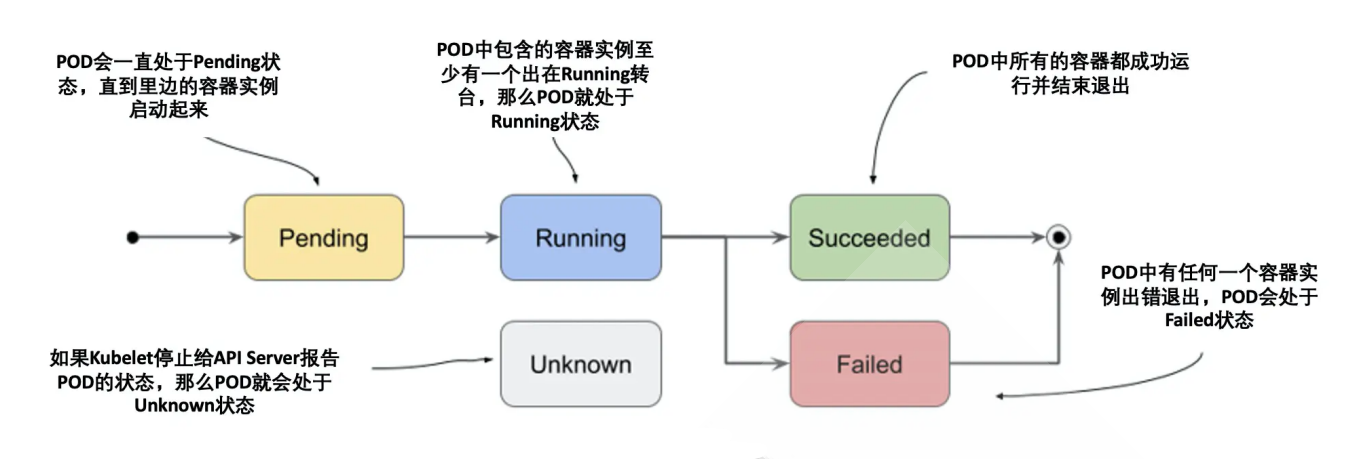 POD会一直处于Pending状
态，直到里边的容器实例
启动起来
POD中包含的容器实例至
少有一个出在Running转
台，那么POD就处于
Running状态
POD中所有的容器都成功运
行并结束退出
Pending
Running
Succeeded
POD中有任何一个容器实
例出错退出，POD会处于
Failed状态
如果Kubelet停止给API Server报告
POD的状态，那么POD就会处于
Unknown状态
Unknown
Failed